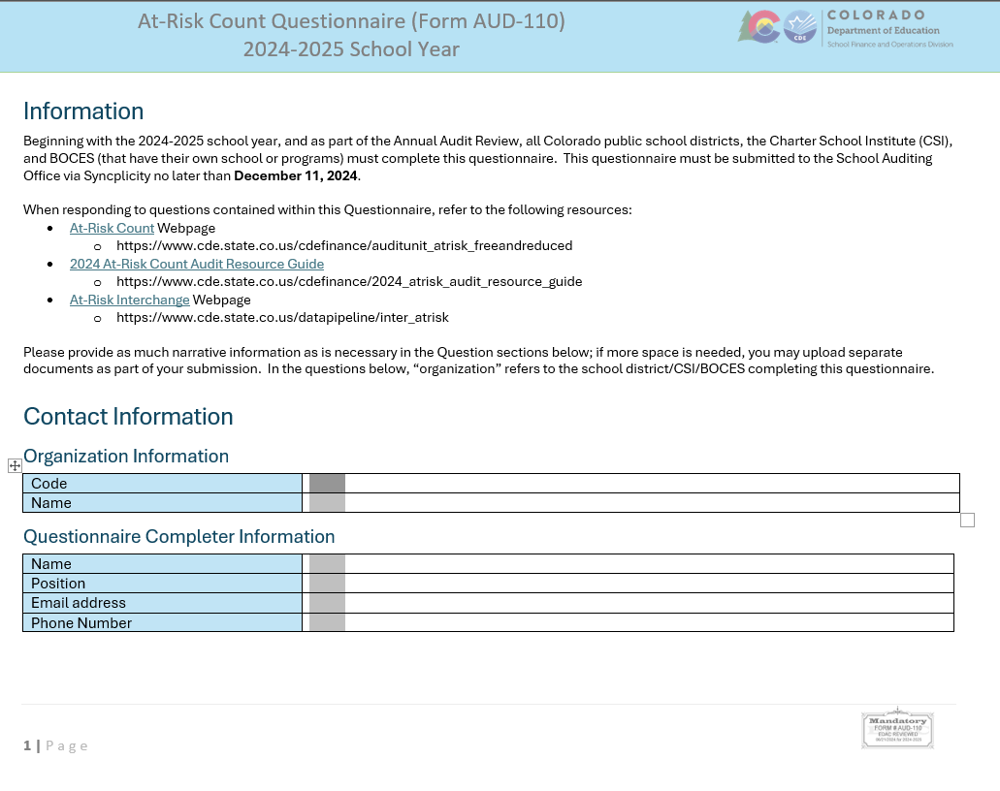 At-Risk Count Questionnaire (Form AUD-110)
2024-2025 School Year
COLORADO
Department of Education
School Finance and Operations Division
CDE
Information
Beginning with the 2024-2025 school year, and as part of the Annual Audit Review, all Colorado public school districts, the Charter School Institute (CSI),
and BOCES (that have their own school or programs) must complete this questionnaire.  This questionnaire must be submitted to the School Auditing
Office via Syncplicity no later than December 11, 2024.
When responding to questions contained within this Questionnaire, refer to the following resources:
• At-Risk Count Webpage
o https://www.cde.state.co.us/cdefinance/auditunit_atrisk_freeandreduced
• 2024 At-Risk Count Audit Resource Guide
o https://www.cde.state.co.us/cdefinance/2024_atrisk_audit_resource_guide
• At-Risk Interchange Webpage
o https://www.cde.state.co.us/datapipeline/inter_atrisk
Please provide as much narrative information as is necessary in the Question sections below; if more space is needed, you may upload separate
documents as part of your submission.  In the questions below, “organization” refers to the school district/CSI/BOCES completing this questionnaire.
Contact Information
Organization Information
Code
Name
Questionnaire Completer Information
Name
Position
Email address
Phone Number
Mandatory
FORM # AUD-110
EDAC REVIEWED
for 2024-2025
1 | Page